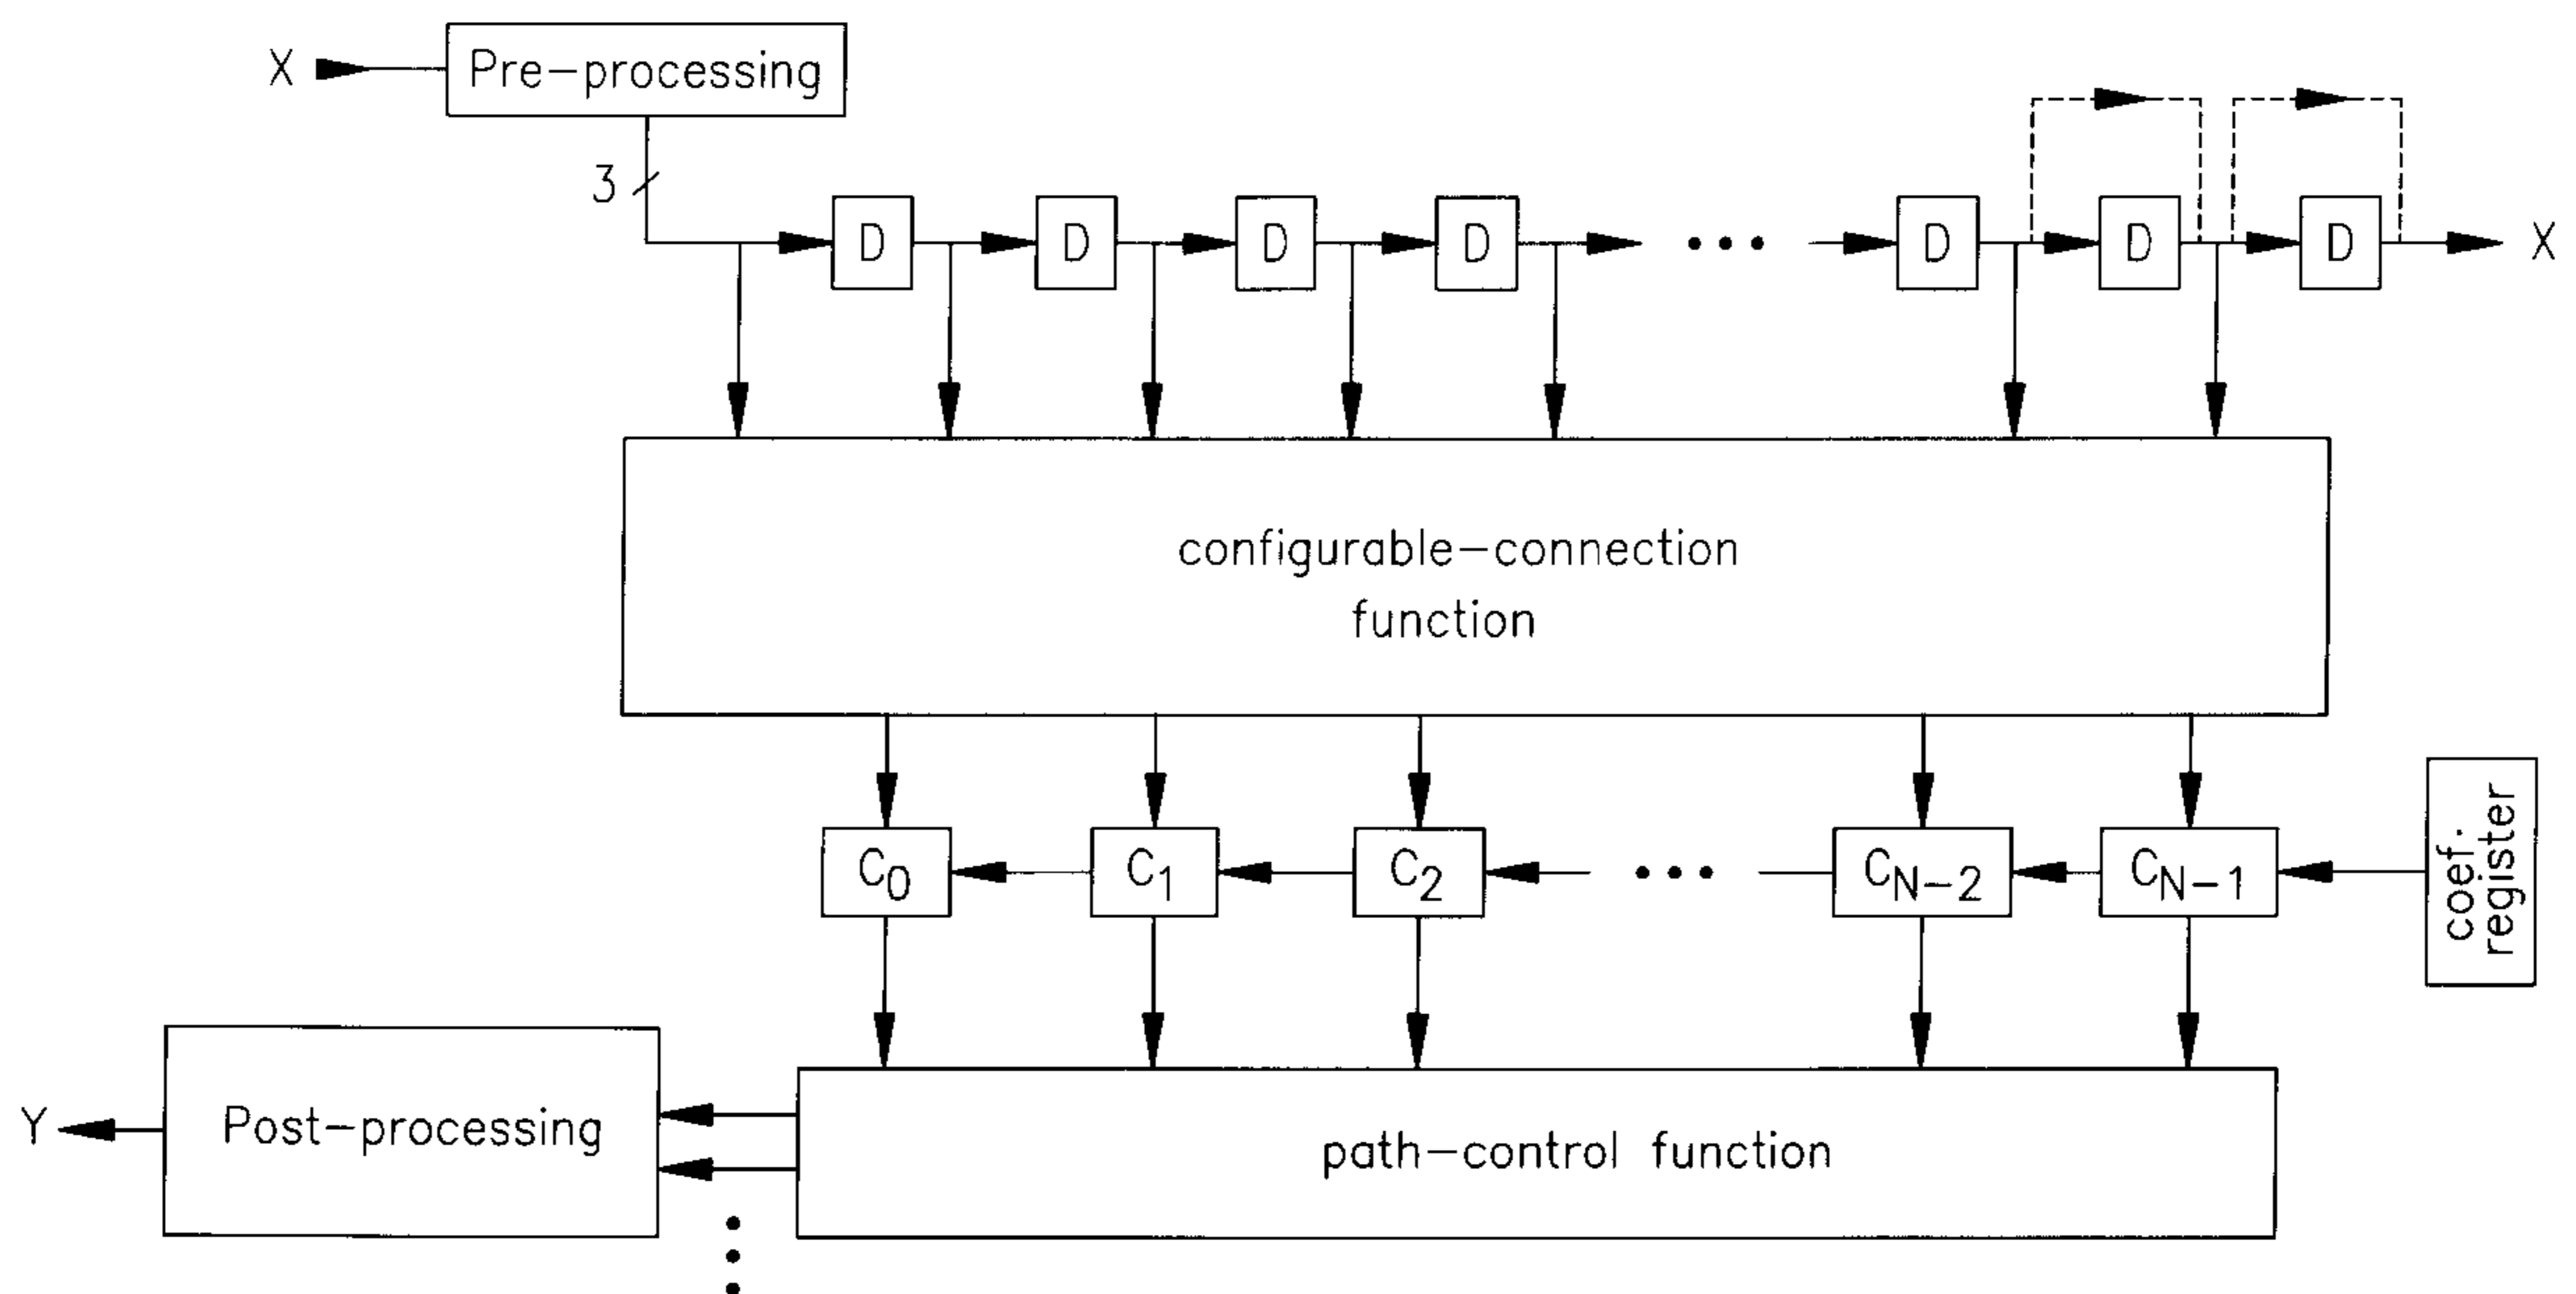 X
Pre-processing
3
D D D D ... D D D
X
configurable-connection
function
C0 C1 C2 ... CN-2 CN-1
coef.
register
Y
Post-processing
path-control function